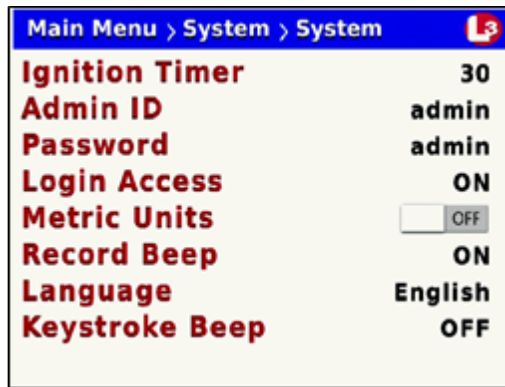 Main Menu > System > System L3
Ignition Timer 30
Admin ID admin
Password admin
Login Access ON
Metric Units OFF
Record Beep ON
Language English
Keystroke Beep OFF